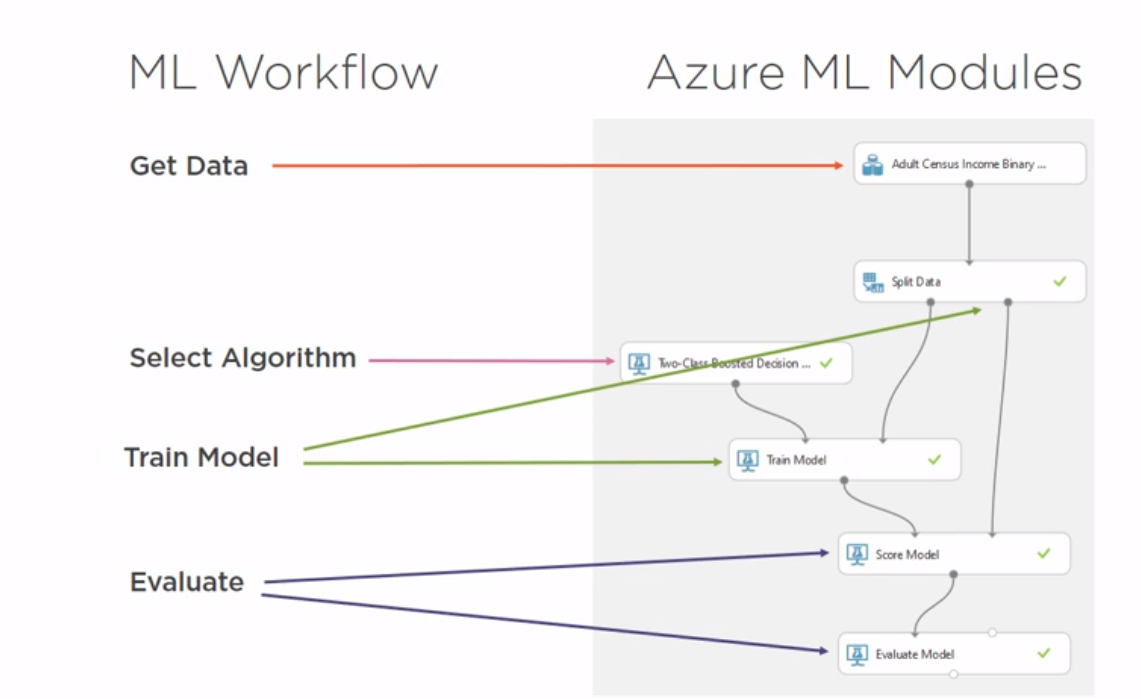 ML Workflow
Azure ML Modules
Get Data
Adult Census Income Binary ...
Split Data
Select Algorithm
Two-Class Boosted Decision ...
Train Model
Train Model
Score Model
Evaluate
Evaluate Model